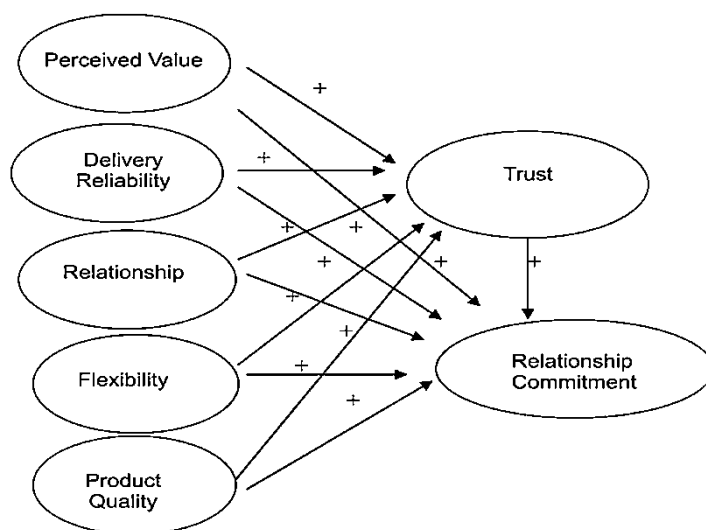 Perceived Value
+
Delivery
Reliability
+
Trust
Relationship
+
+
+
+
+
+
Flexibility
+
+
Relationship
Commitment
+
Product
Quality